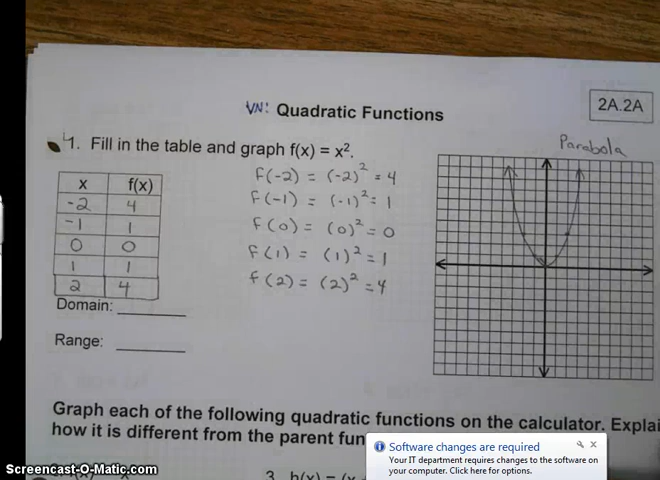 VN: Quadratic Functions
2A.2A
1. Fill in the table and graph f(x) = x².
Parabola
x f(x)
-2 4
-1 1
0 0
1 1
2 4
f(-2) = (-2)² = 4
f(-1) = (-1)² = 1
f(0) = (0)² = 0
f(1) = (1)² = 1
f(2) = (2)² = 4
Domain:
Range:
Graph each of the following quadratic functions on the calculator.
how it is different from the parent
3. h(x) = (x
Software changes are required
Your IT department requires changes to the software on
your computer. Click here for options.
Screencast-O-Matic.com